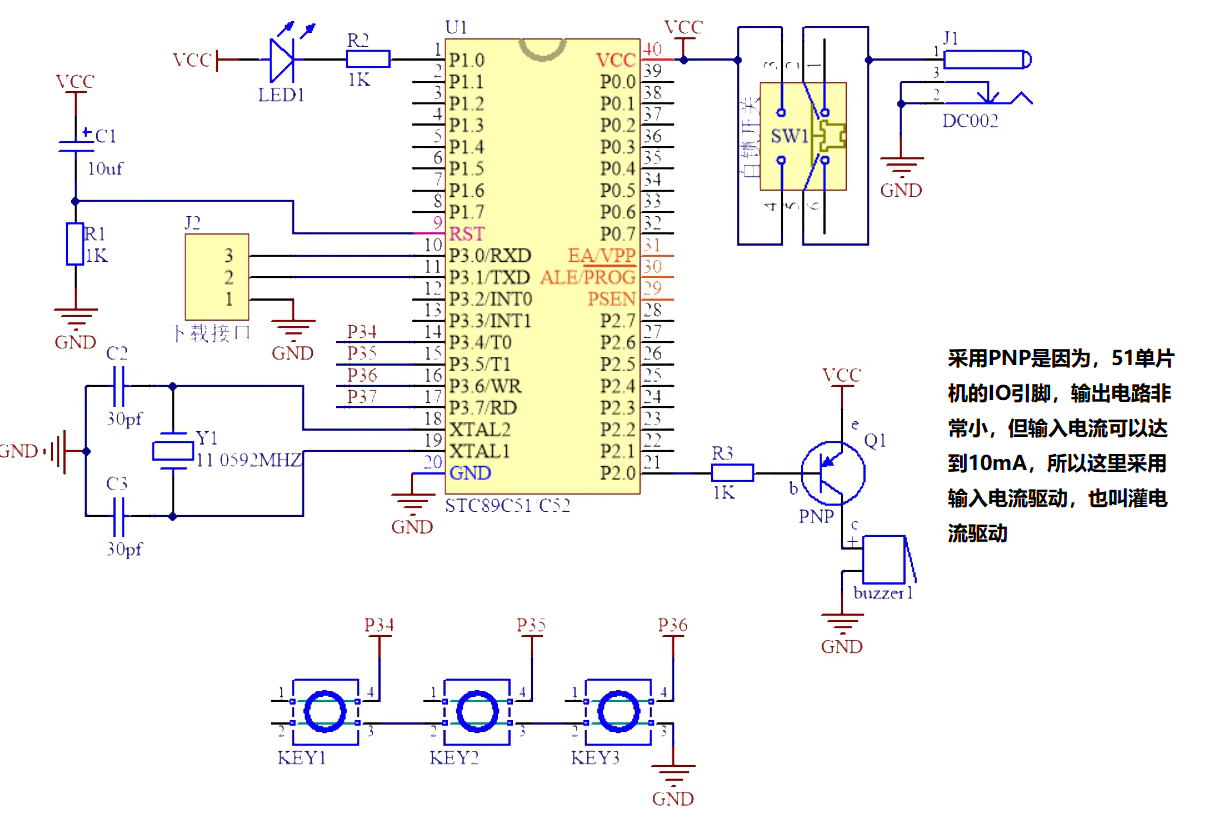 VCC
LED1
R2
1K
U1
VCC
VCC
C1
10uf
R1
1K
GND
J2
3
2
1
下载接口
GND
P34
P35
P36
P37
C2
30pf
GND
Y1
11.0592MHZ
C3
30pf
1 P1.0
2 P1.1
3 P1.2
4 P1.3
5 P1.4
6 P1.5
7 P1.6
8 P1.7
9 RST
10 P3.0/RXD
11 P3.1/TXD
12 P3.2/INT0
13 P3.3/INT1
14 P3.4/T0
15 P3.5/T1
16 P3.6/WR
17 P3.7/RD
18 XTAL2
19 XTAL1
20 GND
VCC 40
P0.0 39
P0.1 38
P0.2 37
P0.3 36
P0.4 35
P0.5 34
P0.6 33
P0.7 32
EA/VPP 31
ALE/PROG 30
PSEN 29
P2.7 28
P2.6 27
P2.5 26
P2.4 25
P2.3 24
P2.2 23
P2.1 22
P2.0 21
STC89C51/C52
GND
自锁开关
SW1
3 2 1
4 5 6
J1
1
3
2
DC002
GND
R3
1K
VCC
e
Q1
b
PNP
c
+
buzzer1
GND
采用PNP是因为，51单片
机的IO引脚，输出电路非
常小，但输入电流可以达
到10mA，所以这里采用
输入电流驱动，也叫灌电
流驱动
P34
1 4
2 3
KEY1
P35
1 4
2 3
KEY2
P36
1 4
2 3
KEY3
GND